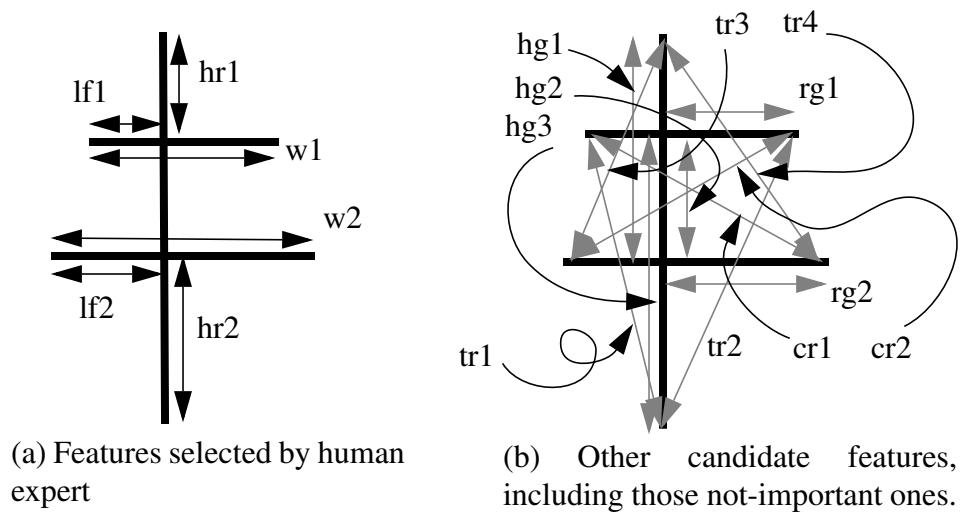 hr1
lf1
w1
w2
lf2
hr2
(a) Features selected by human
expert
tr3
tr4
hg1
hg2
rg1
hg3
rg2
tr1
tr2
cr1
cr2
(b) Other candidate features,
including those not-important ones.